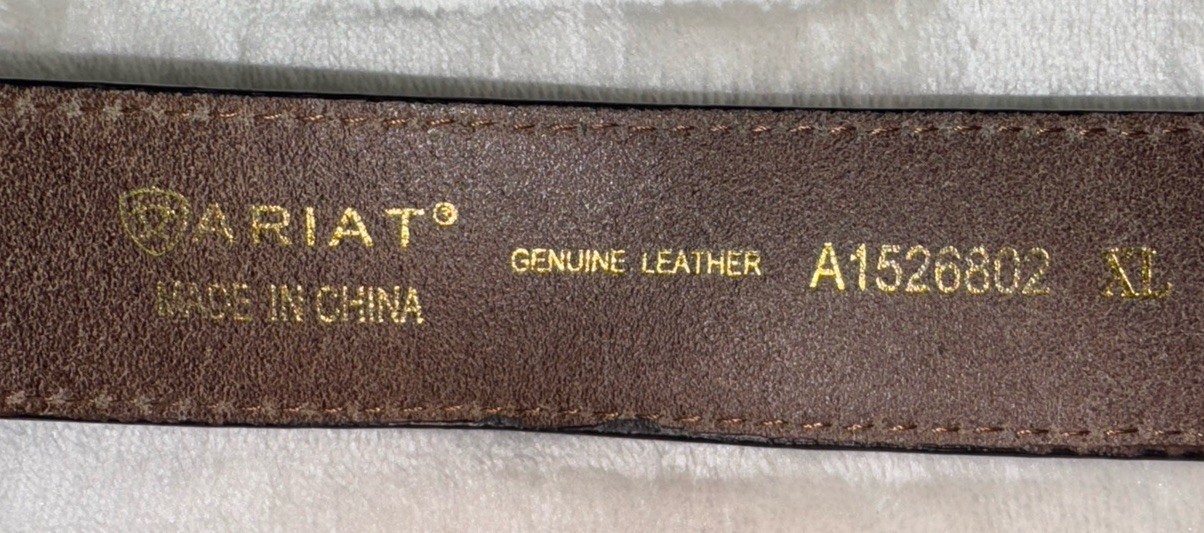 ARIAT®
MADE IN CHINA
GENUINE LEATHER
A1526802 XL